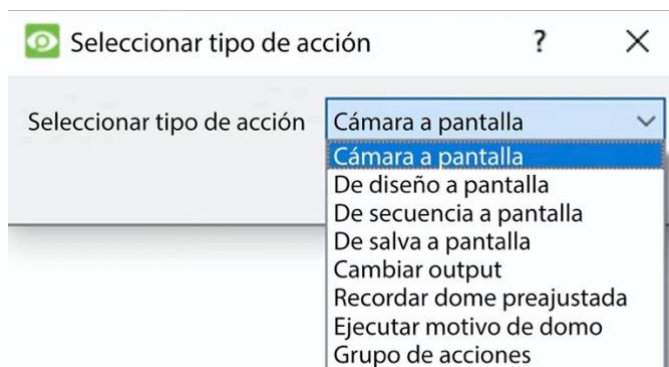 Seleccionar tipo de acción ? X
Seleccionar tipo de acción Cámara a pantalla
Cámara a pantalla
De diseño a pantalla
De secuencia a pantalla
De salva a pantalla
Cambiar output
Recordar dome preajustada
Ejecutar motivo de domo
Grupo de acciones